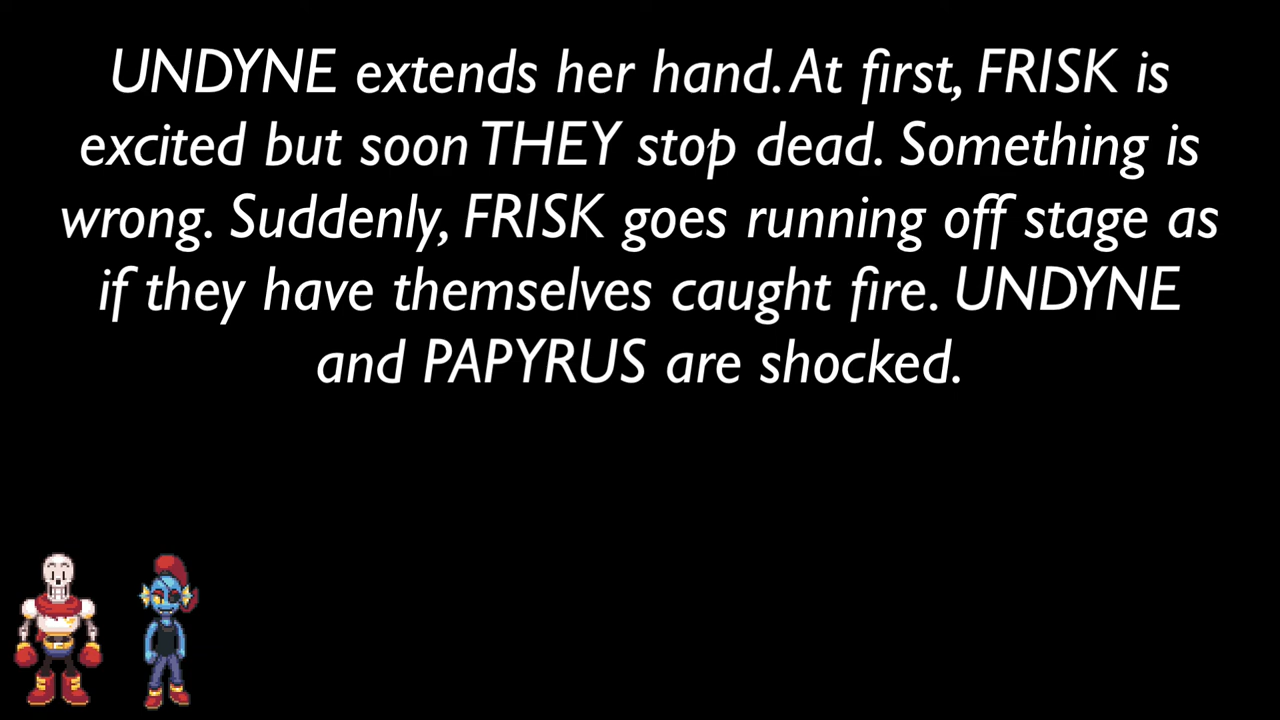 UNDYNE extends her hand. At first, FRISK is
excited but soon THEY stop dead. Something is
wrong. Suddenly, FRISK goes running off stage as
if they have themselves caught fire. UNDYNE
and PAPYRUS are shocked.